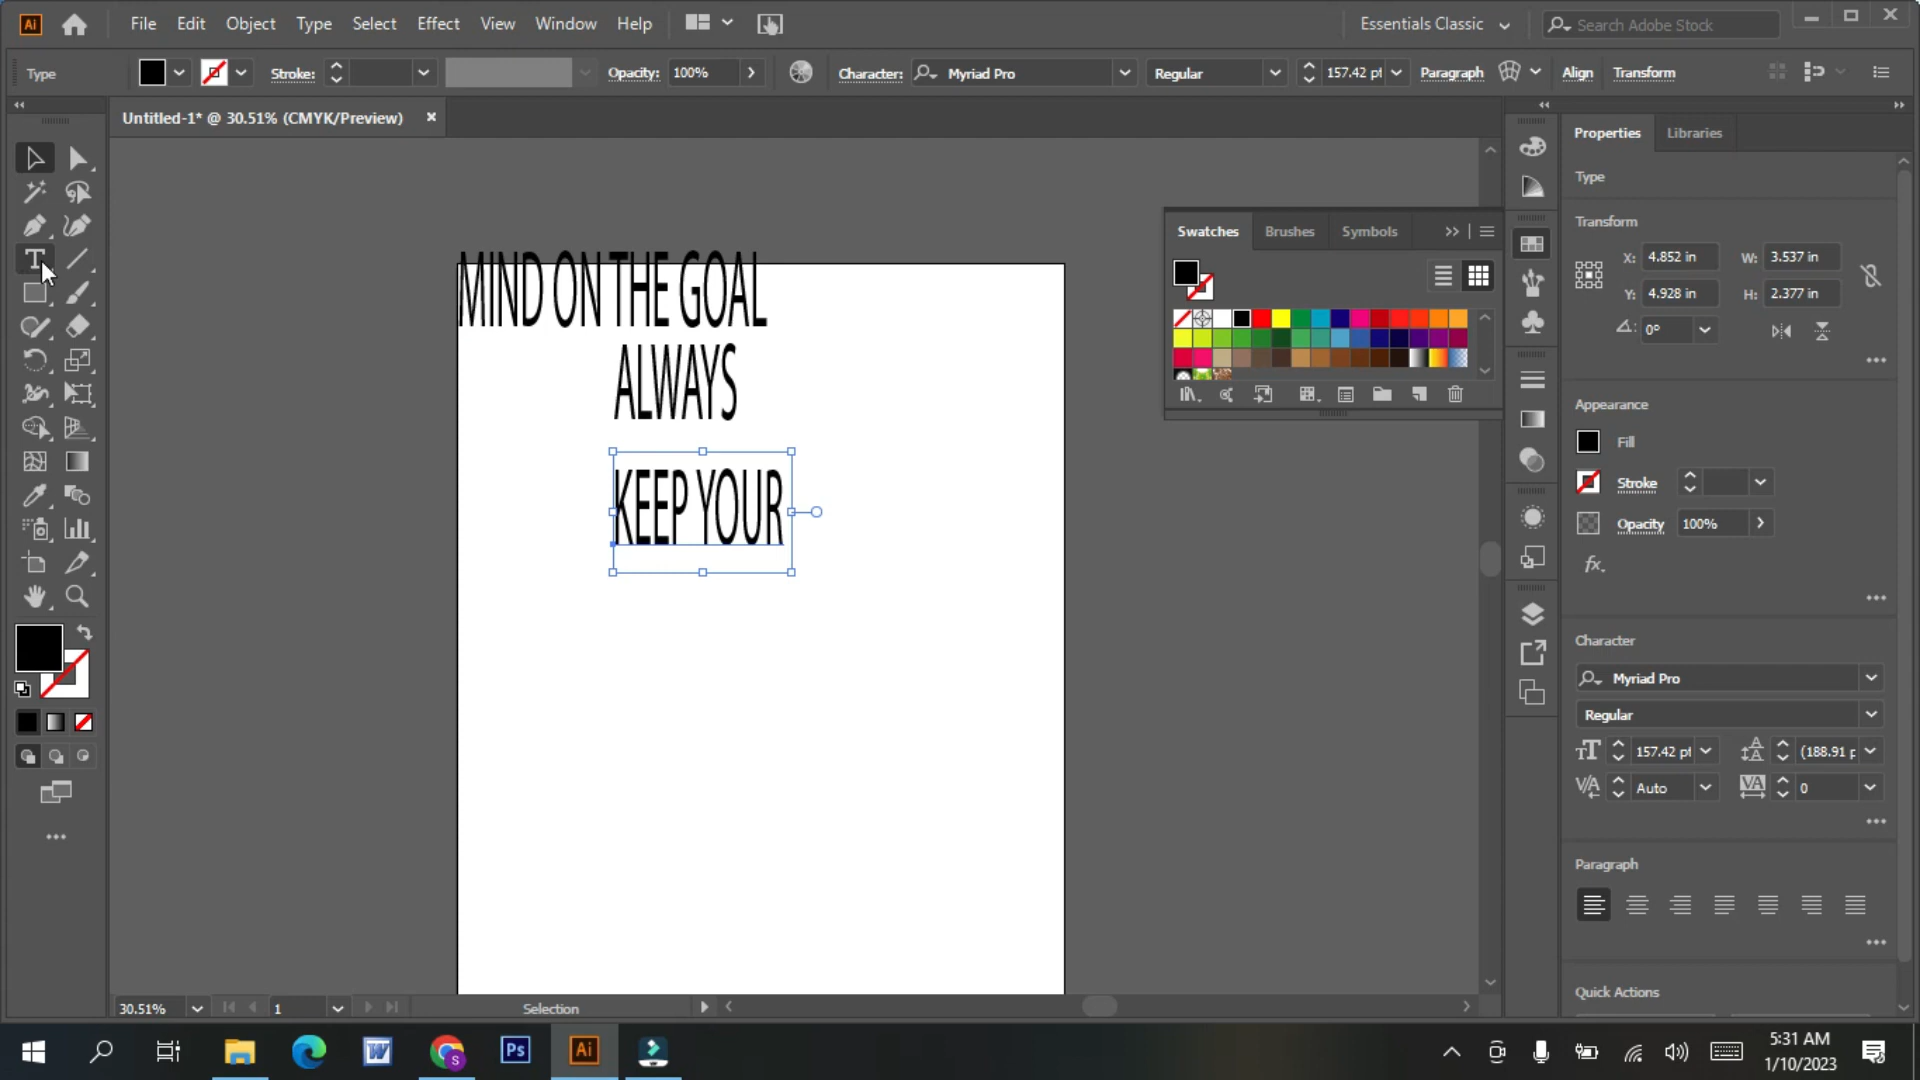 Ai File Edit Object Type Select Effect View Window Help Essentials Classic Search Adobe Stock
Type Stroke: Opacity: 100% Character: Myriad Pro Regular 157.42 pt Paragraph Align Transform
Untitled-1* @ 30.51% (CMYK/Preview)
Properties Libraries
Type
Transform
X: 4.852 in W: 3.537 in
Y: 4.928 in H: 2.377 in
0°
Swatches Brushes Symbols
MIND ON THE GOAL
ALWAYS
KEEP YOUR
Appearance
Fill
Stroke
Opacity 100%
fx.
Character
Myriad Pro
Regular
157.42 pt (188.91 p
Auto 0
Paragraph
Quick Actions
30.51% 1 Selection
W Ps Ai
S
5:31 AM
1/10/2023